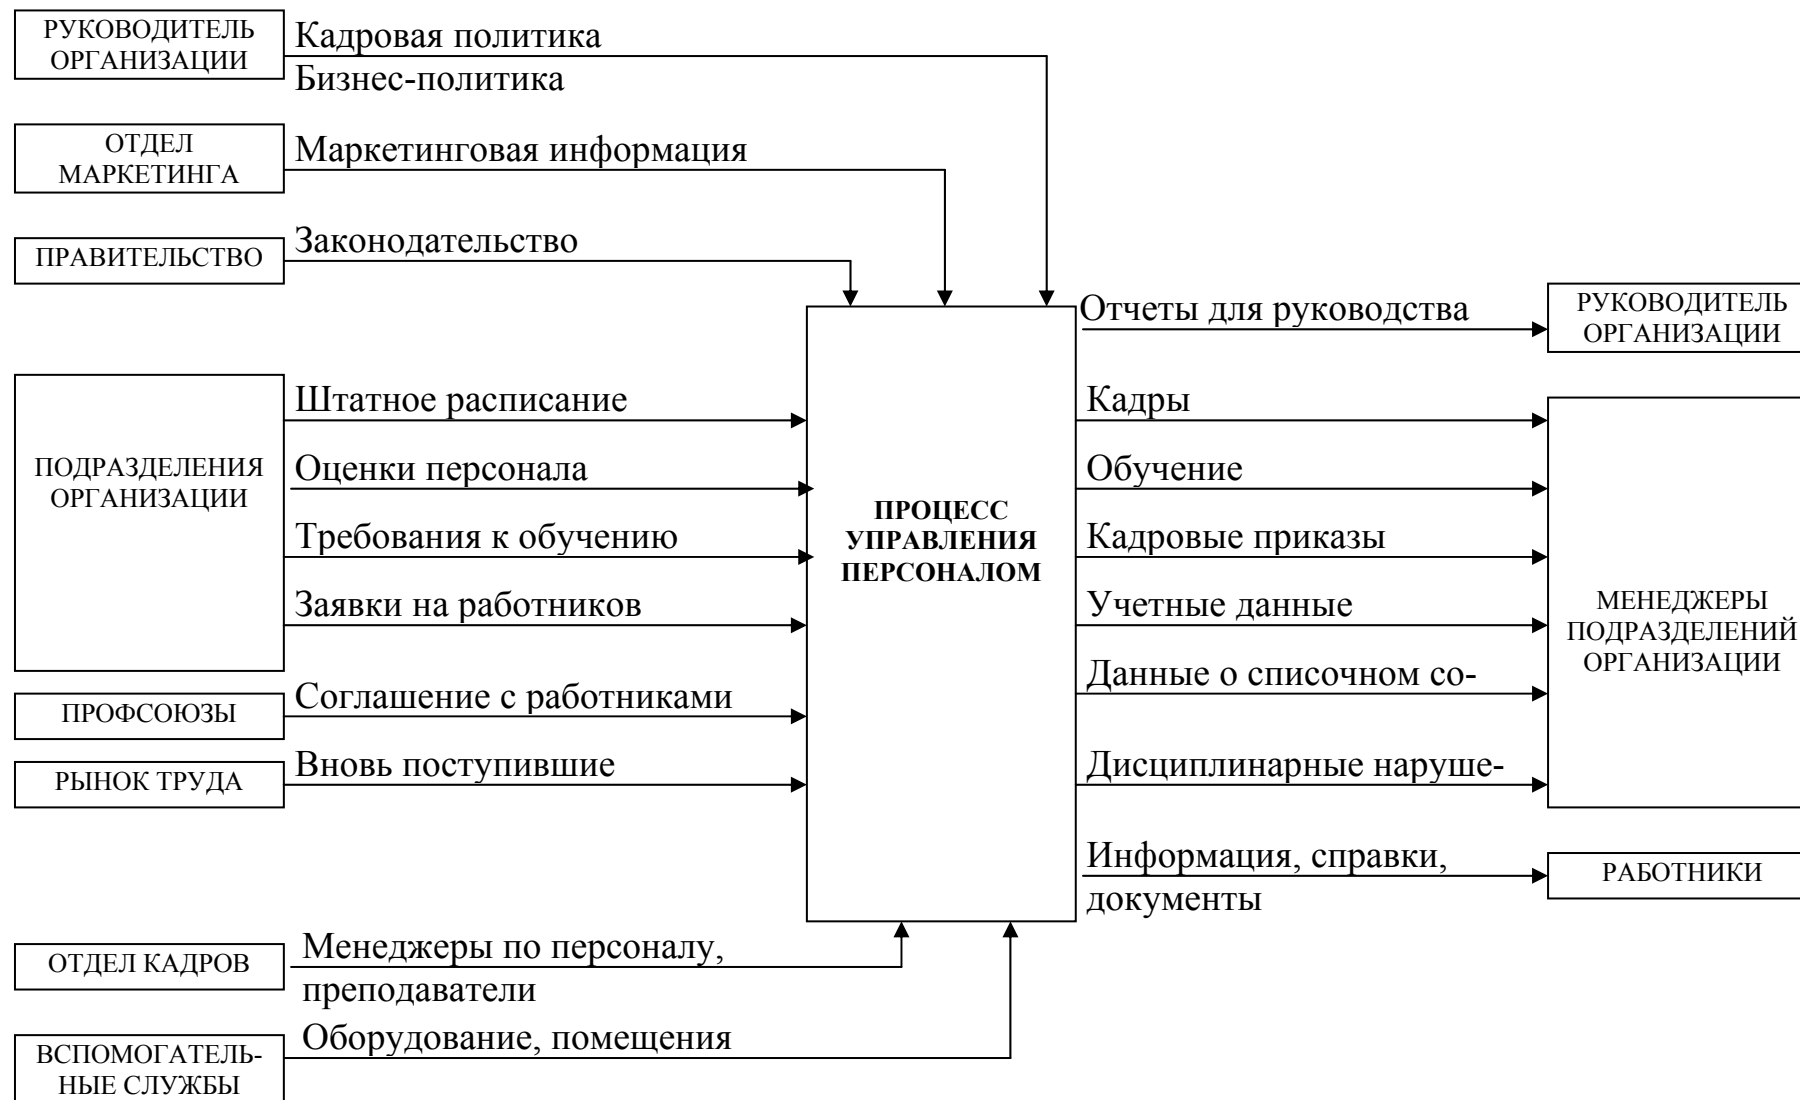 РУКОВОДИТЕЛЬ
ОРГАНИЗАЦИИ
Кадровая политика
Бизнес-политика
ОТДЕЛ
МАРКЕТИНГА
Маркетинговая информация
ПРАВИТЕЛЬСТВО
Законодательство
ПОДРАЗДЕЛЕНИЯ
ОРГАНИЗАЦИИ
Штатное расписание
Оценки персонала
Требования к обучению
Заявки на работников
ПРОФСОЮЗЫ
Соглашение с работниками
РЫНОК ТРУДА
Вновь поступившие
ОТДЕЛ КАДРОВ
Менеджеры по персоналу,
преподаватели
ВСПОМОГАТЕЛЬ-
НЫЕ СЛУЖБЫ
Оборудование, помещения
ПРОЦЕСС
УПРАВЛЕНИЯ
ПЕРСОНАЛОМ
Отчеты для руководства
РУКОВОДИТЕЛЬ
ОРГАНИЗАЦИИ
Кадры
Обучение
Кадровые приказы
Учетные данные
Данные о списочном со-
Дисциплинарные наруше-
МЕНЕДЖЕРЫ
ПОДРАЗДЕЛЕНИЙ
ОРГАНИЗАЦИИ
Информация, справки,
документы
РАБОТНИКИ